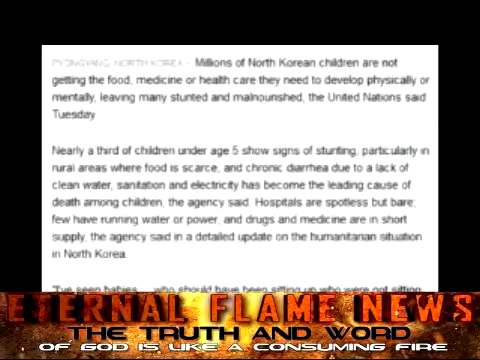 PYONGYANG, NORTH KOREA - Millions of North Korean children are not
getting the food, medicine or health care they need to develop physically or
mentally, leaving many stunted and malnourished, the United Nations said
Tuesday
Nearly a third of children under age 5 show signs of stunting, particularly in
rural areas where food is scarce, and chronic diarrhea due to a lack of
clean water, sanitation and electricity has become the leading cause of
death among children, the agency said. Hospitals are spotless but bare;
few have running water or power, and drugs and medicine are in short
supply, the agency said in a detailed update on the humanitarian situation
in North Korea.
"I've seen babies ... who should have been sitting up who were not sitting
ETERNAL FLAME NEWS
THE TRUTH AND WORD
OF GOD IS LIKE A CONSUMING FIRE